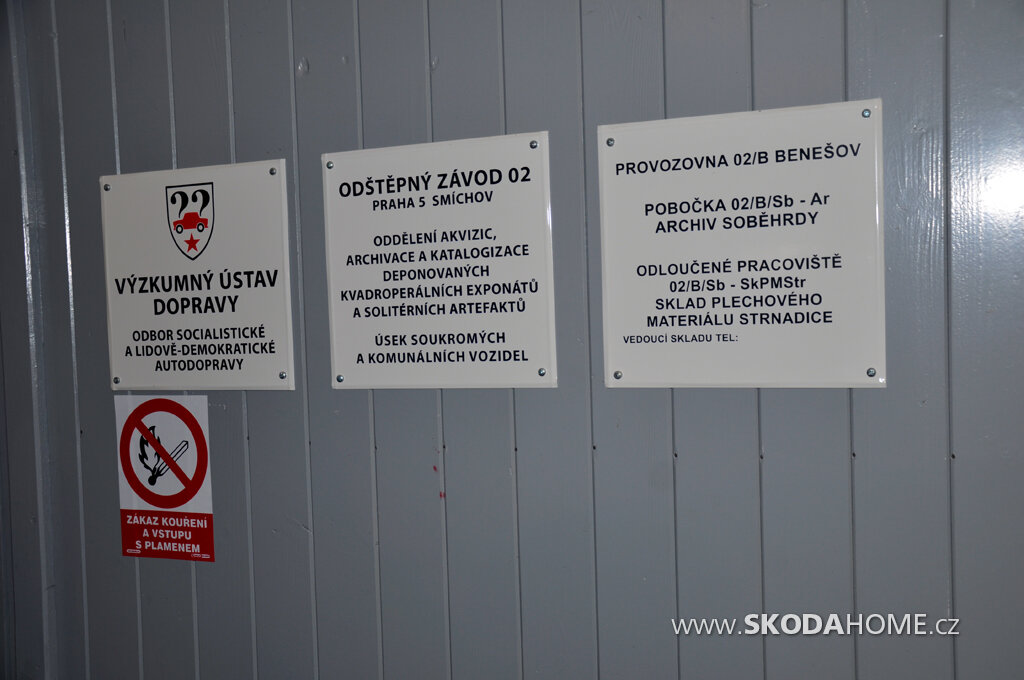 ??
VÝZKUMNÝ ÚSTAV
DOPRAVY
ODBOR SOCIALISTICKÉ
A LIDOVĚ-DEMOKRATICKÉ
AUTODOPRAVY
ZÁKAZ KOUŘENÍ
A VSTUPU
S PLAMENEM
ODŠTĚPNÝ ZÁVOD 02
PRAHA 5 SMÍCHOV
ODDĚLENÍ AKVIZIC,
ARCHIVACE A KATALOGIZACE
DEPONOVANÝCH
KVADROPERÁLNÍCH EXPONÁTŮ
A SOLITÉRNÍCH ARTEFAKTŮ
ÚSEK SOUKROMÝCH
A KOMUNÁLNÍCH VOZIDEL
PROVOZOVNA 02/B BENEŠOV
POBOČKA 02/B/Sb - Ar
ARCHIV SOBĚHRDY
ODLOUČENÉ PRACOVIŠTĚ
02/B/Sb - SkPMStr
SKLAD PLECHOVÉHO
MATERIÁLU STRNADICE
VEDOUCÍ SKLADU TEL:
www.SKODAHOME.cz